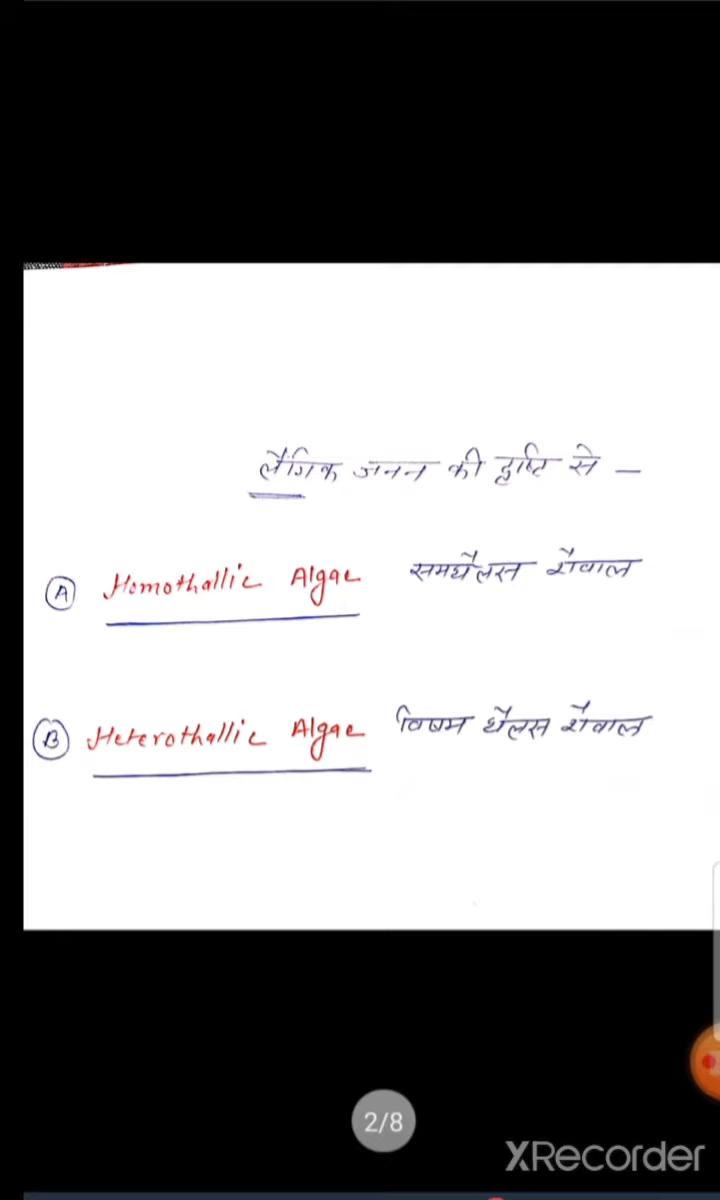 लैंगिक जनन की दृष्टि से –
A Homothallic Algae समथैलस शैवाल
B Heterothallic Algae विषम थैलस शैवाल
2/8
XRecorder